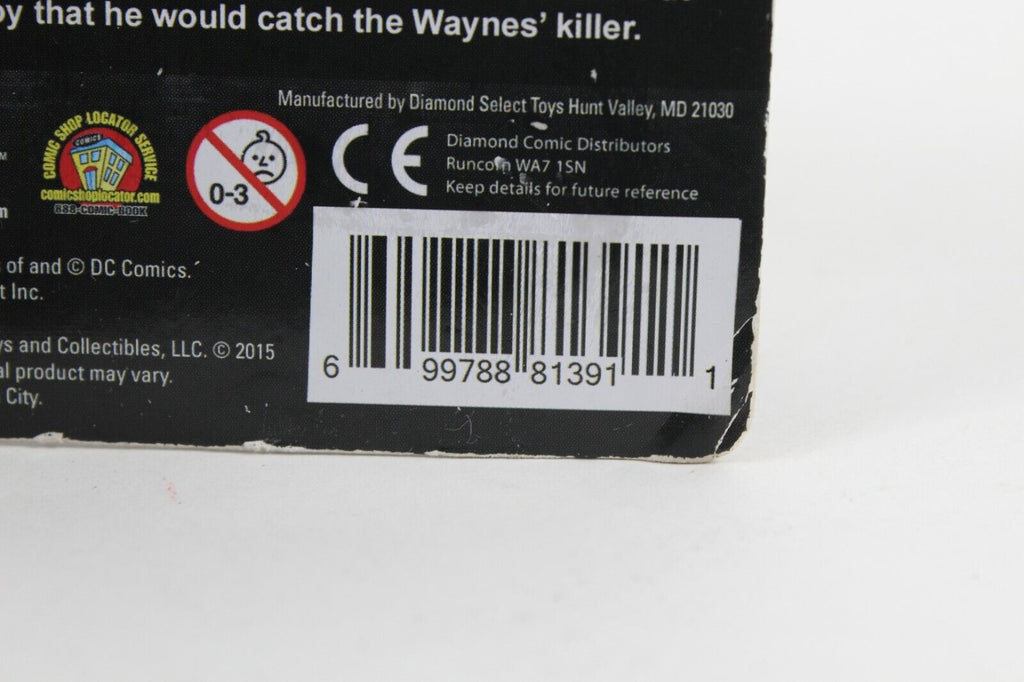 y that he would catch the Waynes' killer.
Manufactured by Diamond Select Toys Hunt Valley, MD 21030
COMIC SHOP LOCATOR SERVICE
COMICS
comicshoplocator.com
888-COMIC-BOOK
0-3
CE
Diamond Comic Distributors
Runcorn WA7 1SN
Keep details for future reference
TM
n
of and © DC Comics.
t Inc.
ys and Collectibles, LLC. © 2015
al product may vary.
City.
6 99788 81391 1